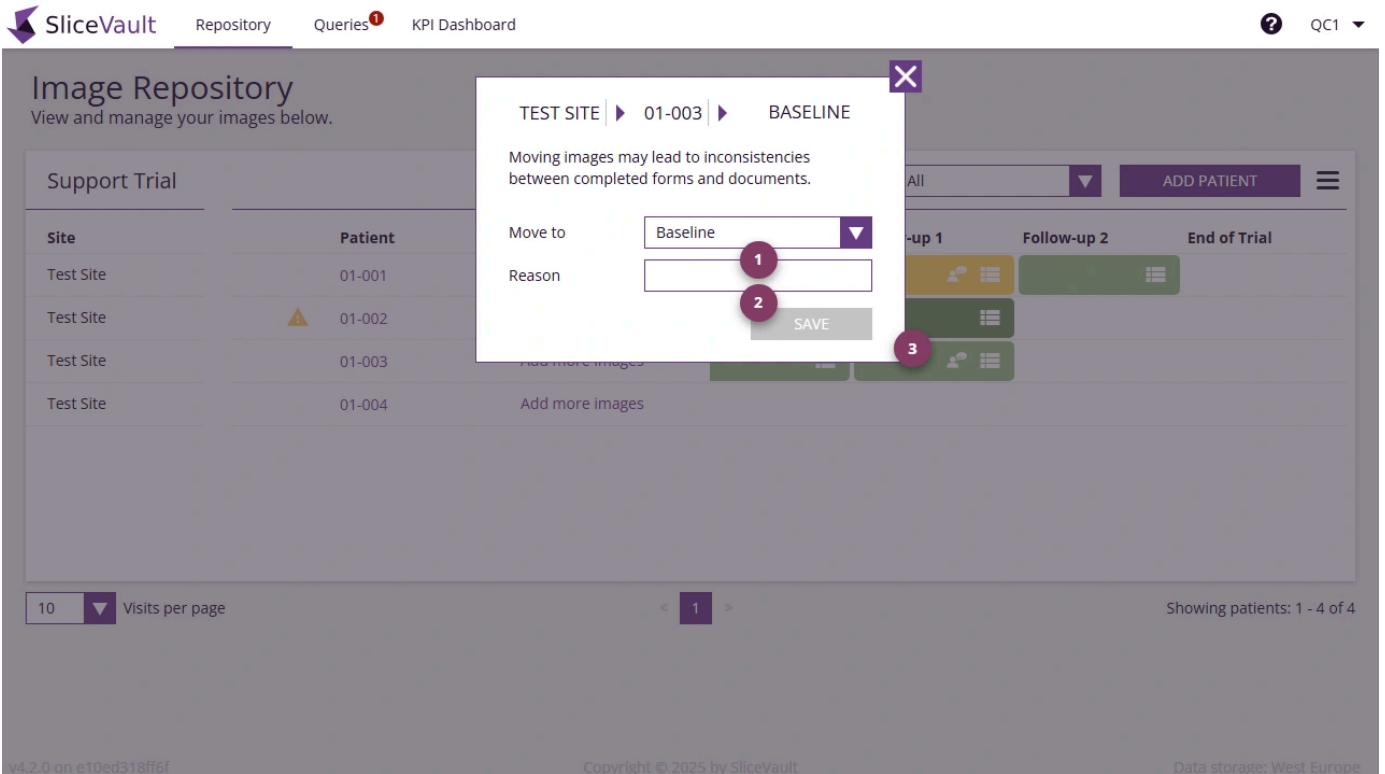 SliceVault Repository Queries 1 KPI Dashboard ? QC1
Image Repository
View and manage your images below.
TEST SITE 01-003 BASELINE
Moving images may lead to inconsistencies
between completed forms and documents.
Support Trial All ADD PATIENT
Move to Baseline
Site Patient -up 1 Follow-up 2 End of Trial
1
Reason
Test Site 01-001
2
Test Site 01-002
SAVE
3
Test Site 01-003 Add more images
Test Site 01-004 Add more images
10 Visits per page < 1 > Showing patients: 1 - 4 of 4
v4.2.0 on e10ed318ff6f Copyright © 2025 by SliceVault Data storage: West Europe